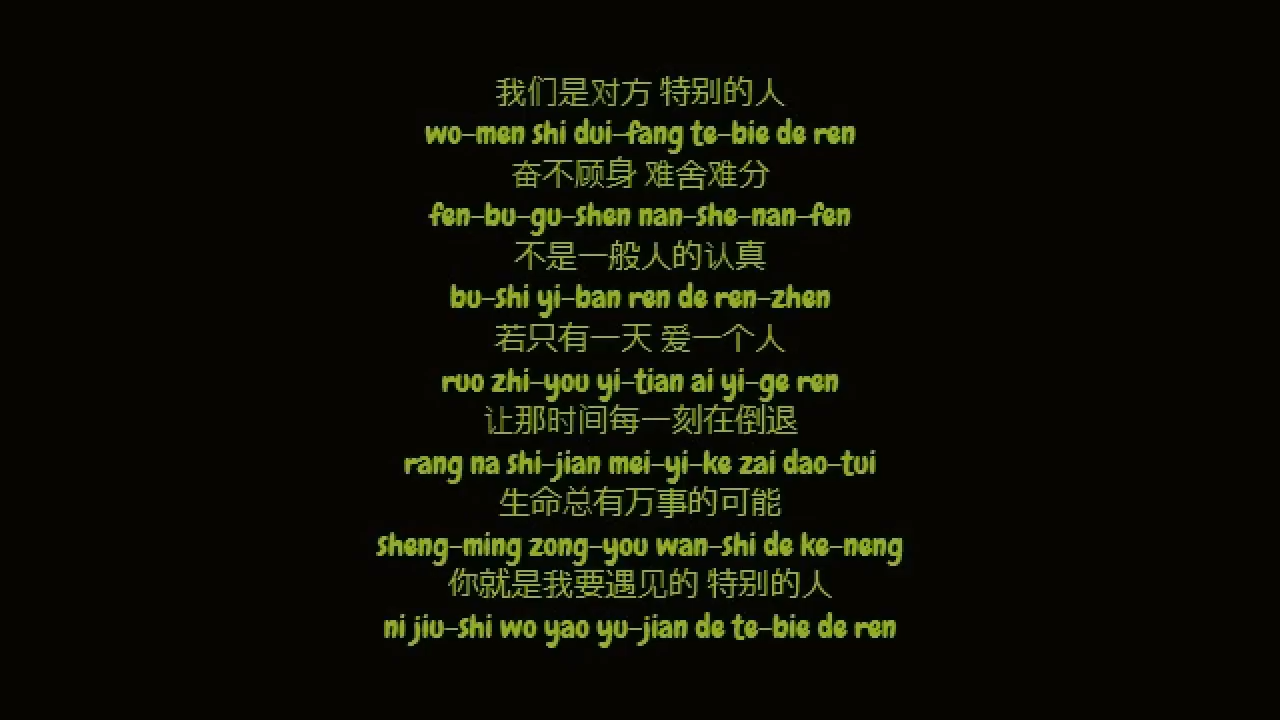 我们是对方 特别的人
wo-men shi dui-fang te-bie de ren
奋不顾身 难舍难分
fen-bu-gu-shen nan-she-nan-fen
不是一般人的认真
bu-shi yi-ban ren de ren-zhen
若只有一天 爱一个人
ruo zhi-you yi-tian ai yi-ge ren
让那时间每一刻在倒退
rang na shi-jian mei-yi-ke zai dao-tui
生命总有万事的可能
sheng-ming zong-you wan-shi de ke-neng
你就是我要遇见的 特别的人
ni jiu-shi wo yao yu-jian de te-bie de ren